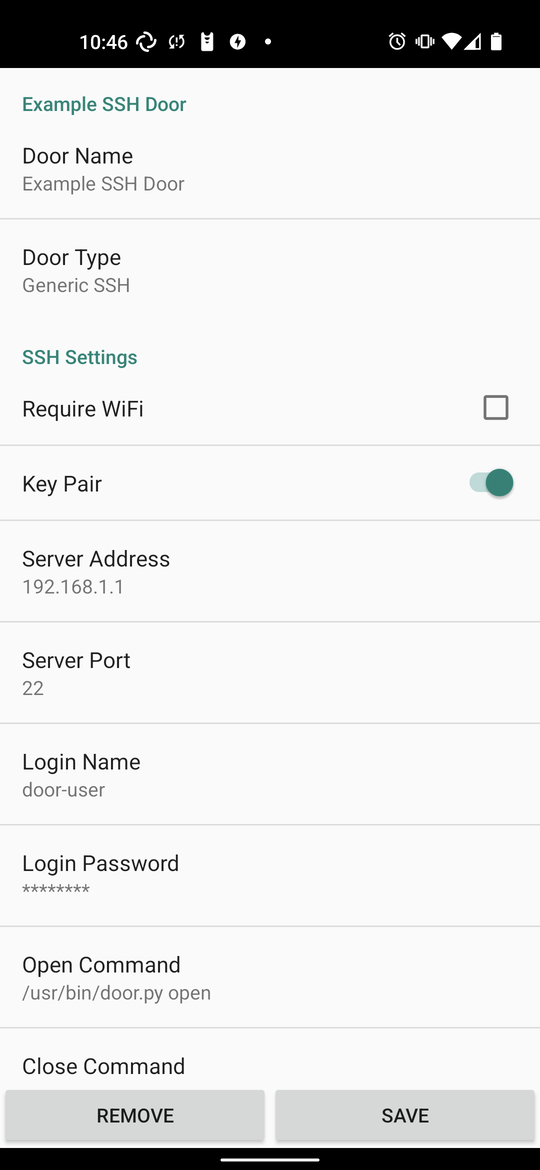 10:46
Example SSH Door
Door Name
Example SSH Door
Door Type
Generic SSH
SSH Settings
Require WiFi
Key Pair
Server Address
192.168.1.1
Server Port
22
Login Name
door-user
Login Password
********
Open Command
/usr/bin/door.py open
Close Command
REMOVE
SAVE